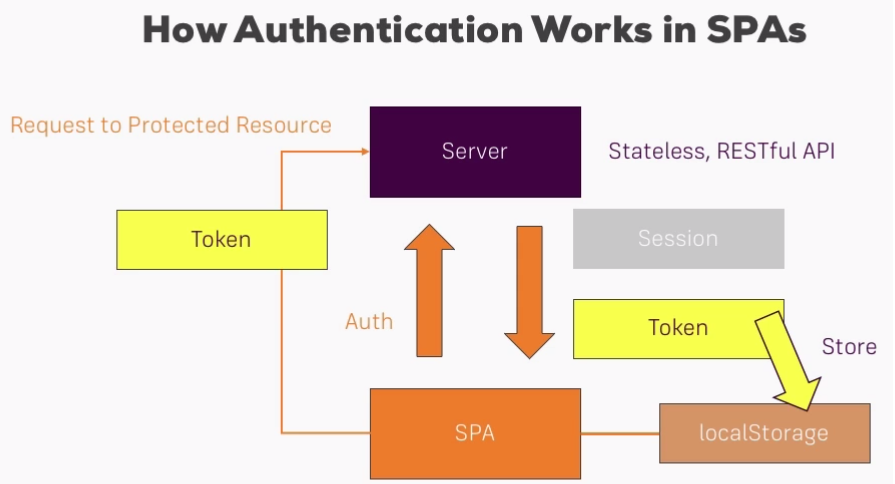 How Authentication Works in SPAs
Request to Protected Resource
Server
Stateless, RESTful API
Token
Session
Auth
Token
Store
SPA
localStorage